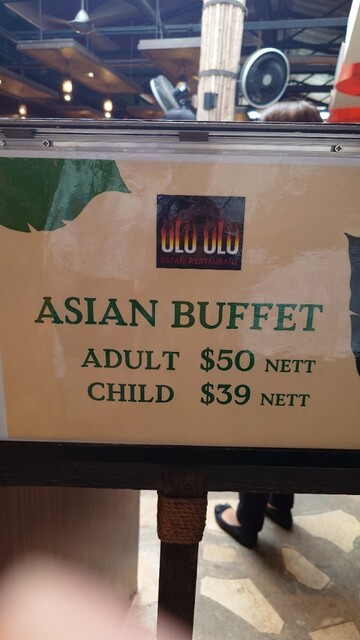 ULU ULU
SAFARI RESTAURANT
ASIAN BUFFET
ADULT $50 NETT
CHILD $39 NETT